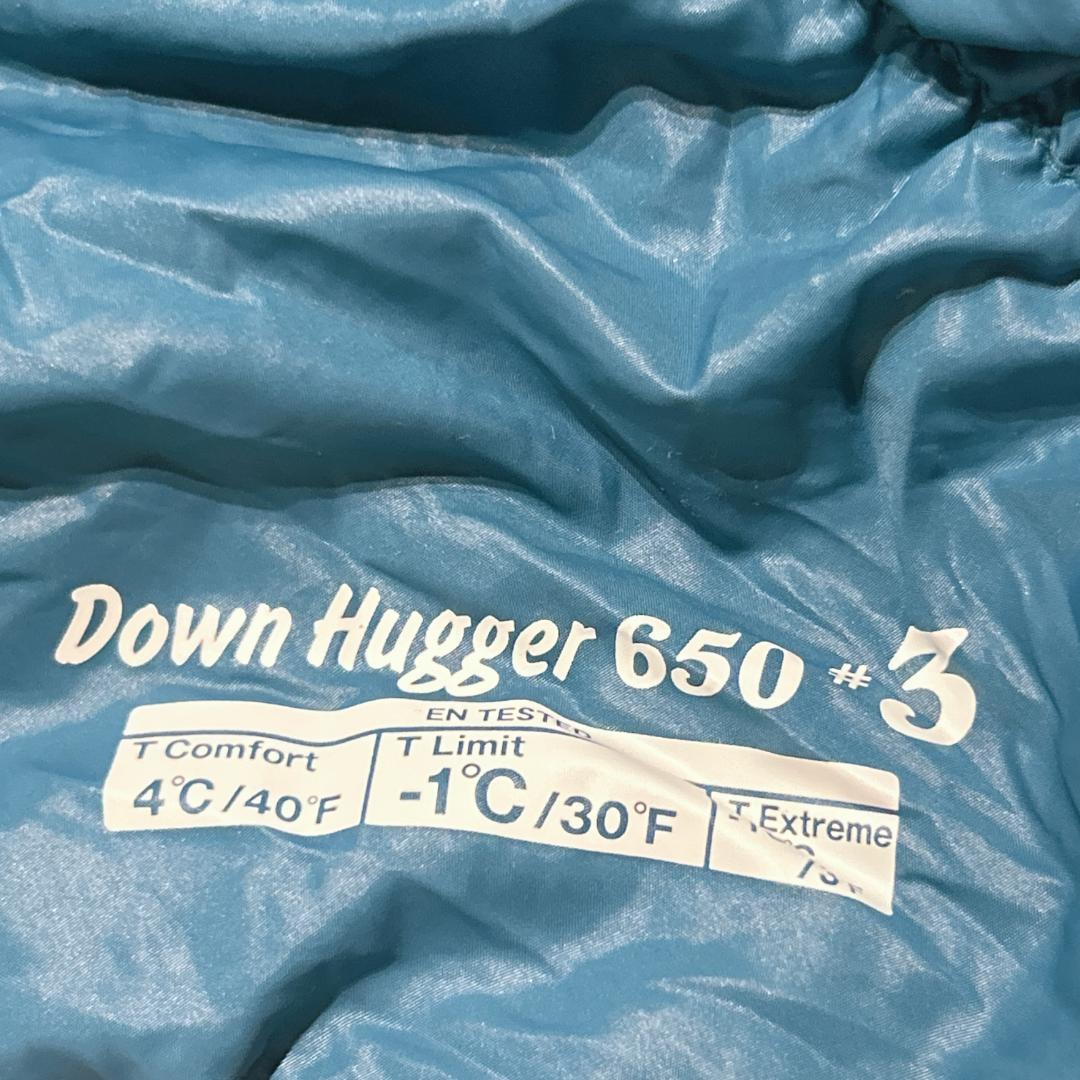 Down Hugger 650 #3
EN TESTED
T Comfort
4°C/40°F
T Limit
-1°C/30°F
T Extreme